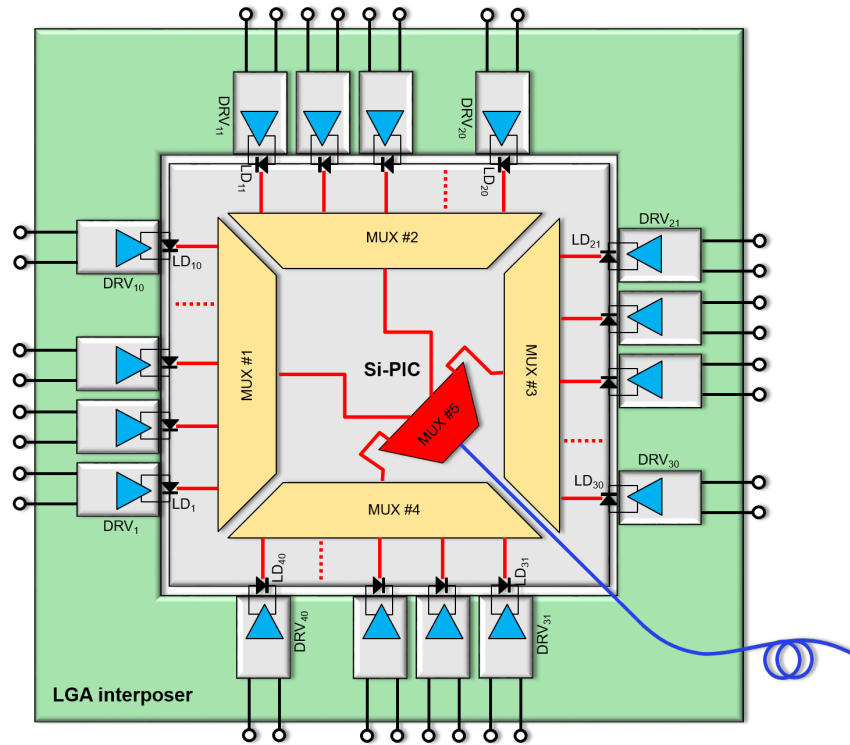 DRV₁₁
DRV₂₀
LD₁₁
LD₂₀
MUX #2
DRV₂₁
LD₂₁
LD₁₀
DRV₁₀
MUX #1
Si-PIC
MUX #3
MUX #5
DRV₃₀
LD₃₀
LD₁
DRV₁
MUX #4
LD₄₀
LD₃₁
DRV₄₀
DRV₃₁
LGA interposer